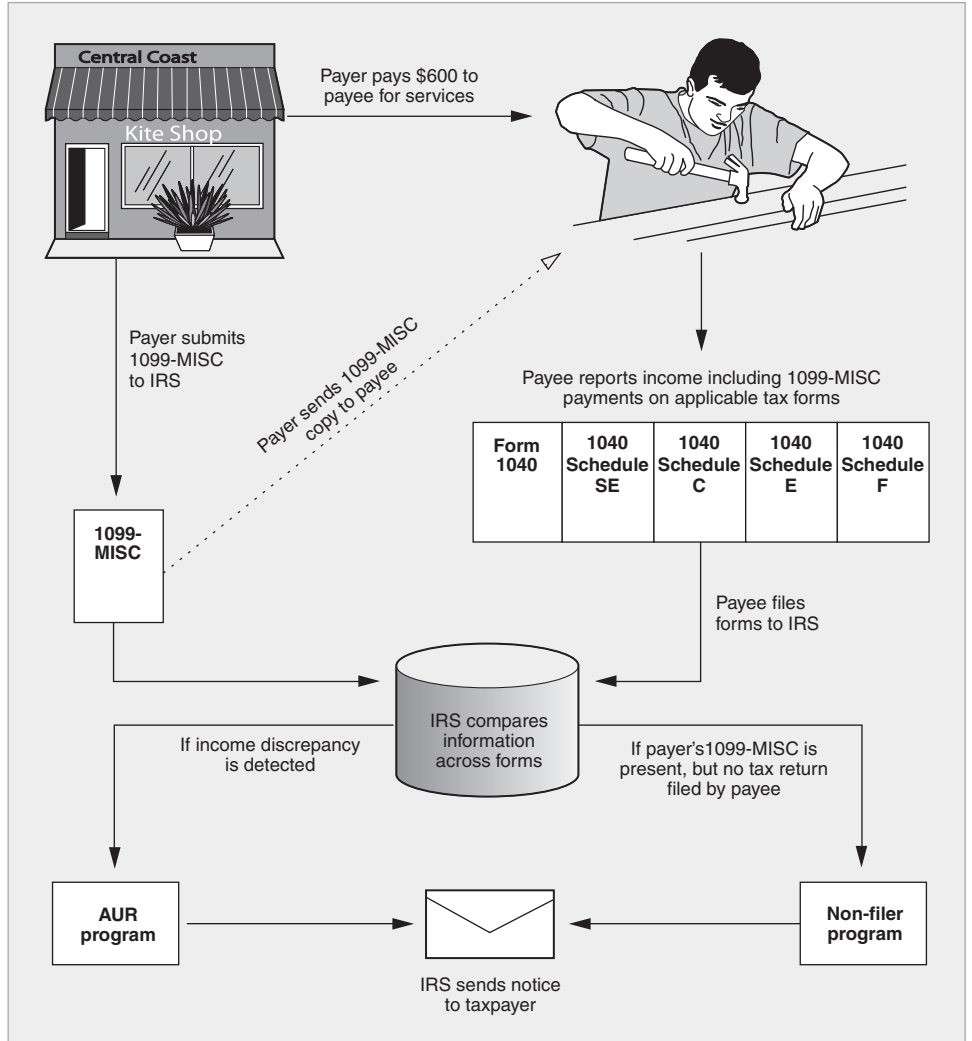 Central Coast
Kite Shop
Payer pays $600 to
payee for services
Payer submits
1099-MISC
to IRS
Payer sends 1099-MISC
copy to payee
Payee reports income including 1099-MISC
payments on applicable tax forms
Form
1040
1040
Schedule
SE
1040
Schedule
C
1040
Schedule
E
1040
Schedule
F
1099-
MISC
Payee files
forms to IRS
IRS compares
information
across forms
If income discrepancy
is detected
If payer's1099-MISC is
present, but no tax return
filed by payee
AUR
program
Non-filer
program
IRS sends notice
to taxpayer